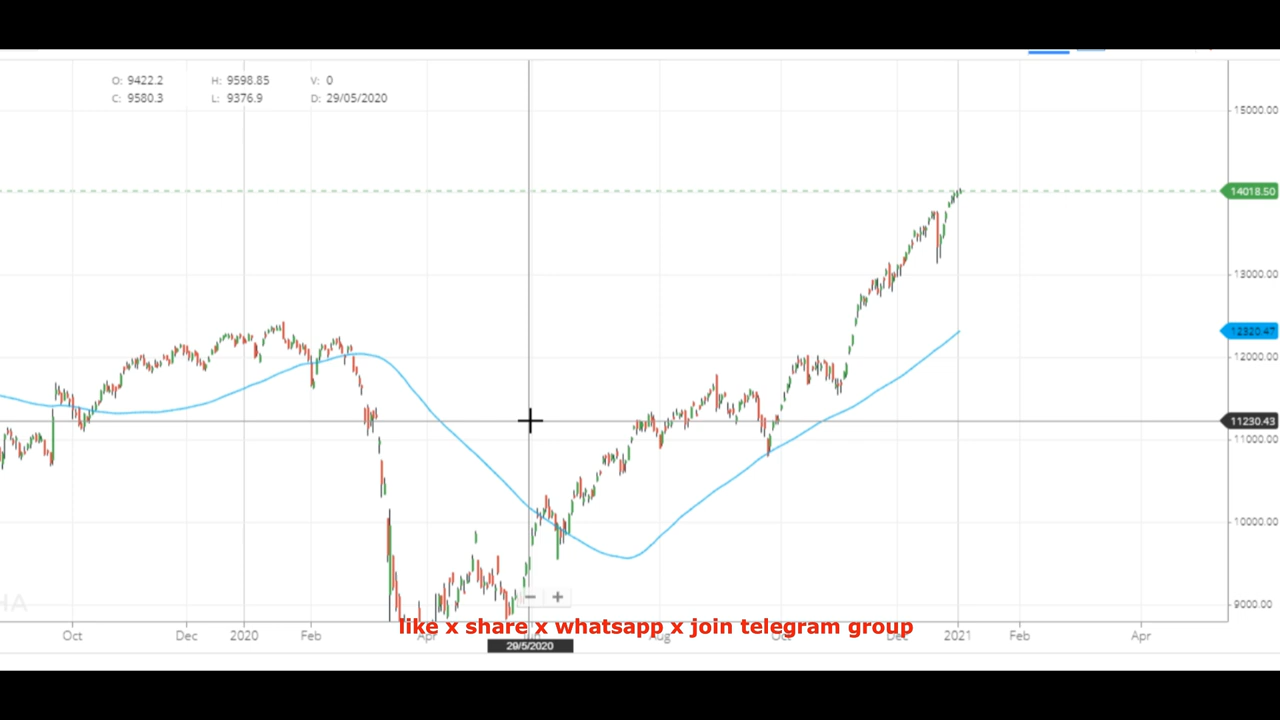 O: 9422.2 H: 9598.85 V: 0
C: 9580.3 L: 9376.9 D: 29/05/2020
15000.00
14018.50
13000.00
12320.47
12000.00
11230.43
11000.00
10000.00
9000.00
HA
Oct Dec 2020 Feb Apr Jun Aug Oct Dec 2021 Feb Apr
like x share x whatsapp x join telegram group
29/5/2020